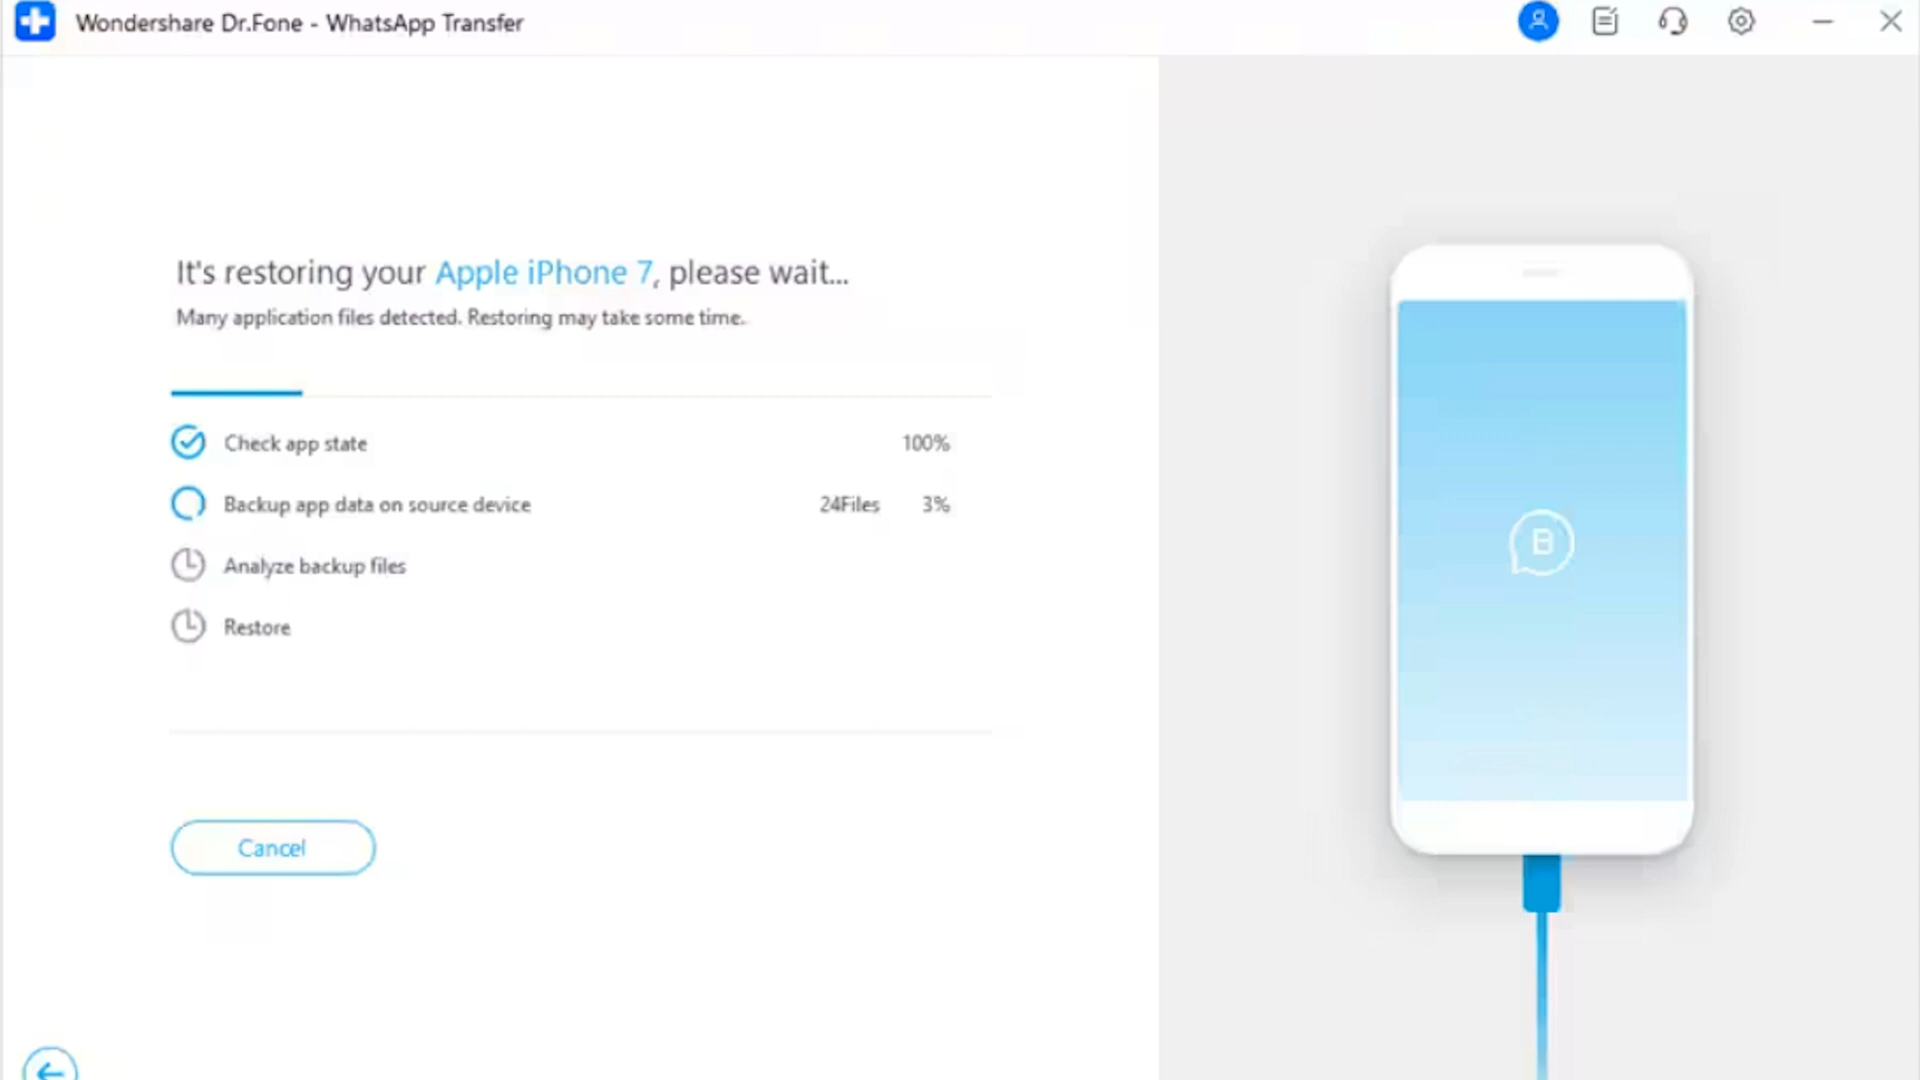 Wondershare Dr.Fone - WhatsApp Transfer
It's restoring your Apple iPhone 7, please wait...
Many application files detected. Restoring may take some time.
Check app state 100%
Backup app data on source device 24Files 3%
Analyze backup files
Restore
B
Cancel